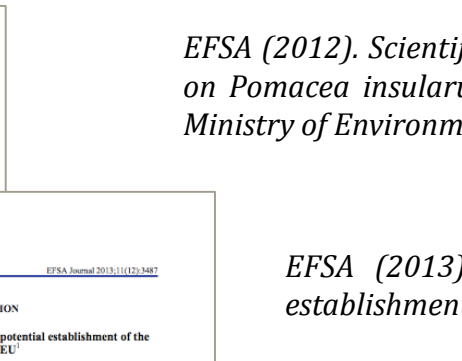 EFSA (2012). Scientif
on Pomacea insularu
Ministry of Environm
EFSA Journal 2013;11(12):3487
ION
potential establishment of the
EU1
EFSA (2013)
establishmen